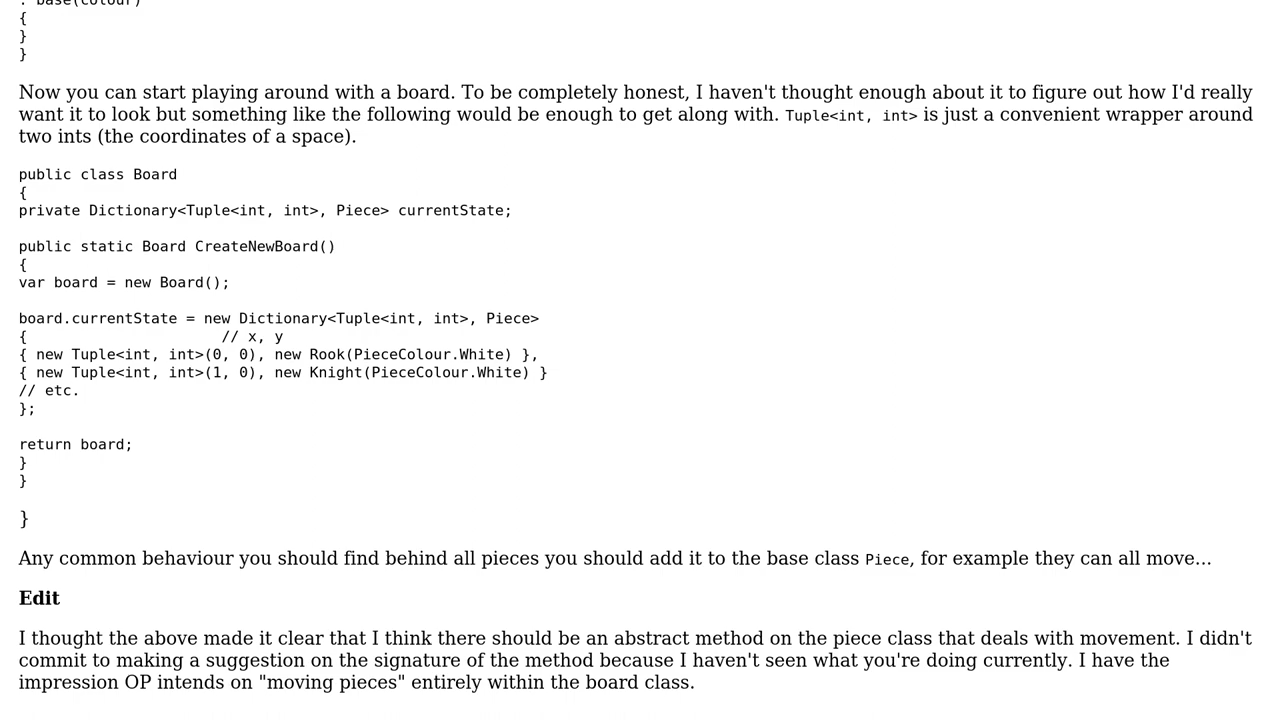 : base(colour)
{
}
}
Now you can start playing around with a board. To be completely honest, I haven't thought enough about it to figure out how I'd really
want it to look but something like the following would be enough to get along with. Tuple<int, int> is just a convenient wrapper around
two ints (the coordinates of a space).
public class Board
{
private Dictionary<Tuple<int, int>, Piece> currentState;
public static Board CreateNewBoard()
{
var board = new Board();
board.currentState = new Dictionary<Tuple<int, int>, Piece>
{                      // x, y
{ new Tuple<int, int>(0, 0), new Rook(PieceColour.White) },
{ new Tuple<int, int>(1, 0), new Knight(PieceColour.White) }
// etc.
};
return board;
}
}
}
Any common behaviour you should find behind all pieces you should add it to the base class Piece, for example they can all move...
Edit
I thought the above made it clear that I think there should be an abstract method on the piece class that deals with movement. I didn't
commit to making a suggestion on the signature of the method because I haven't seen what you're doing currently. I have the
impression OP intends on "moving pieces" entirely within the board class.